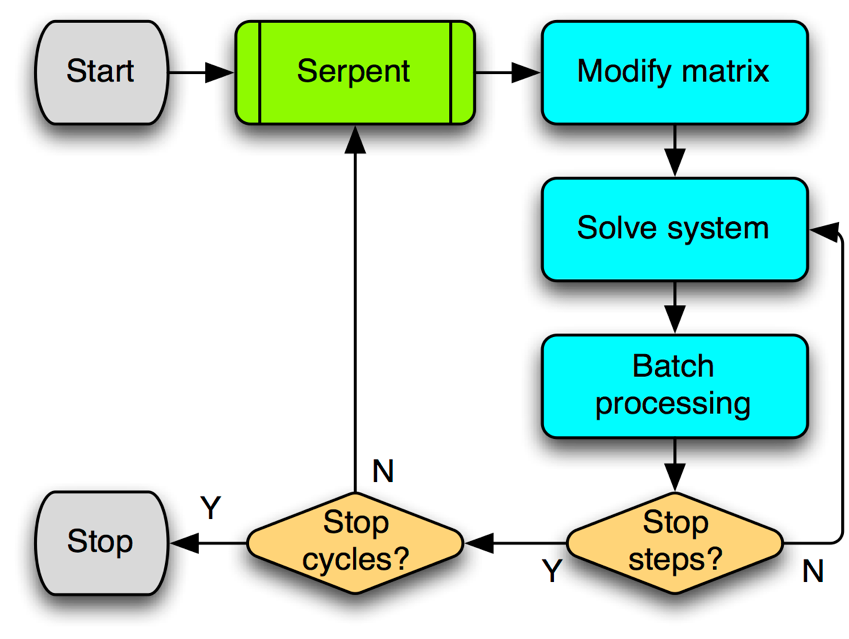 Start
Serpent
Modify matrix
Solve system
Batch
processing
N
Y
Stop
Stop
cycles?
Y
Stop
steps?
N